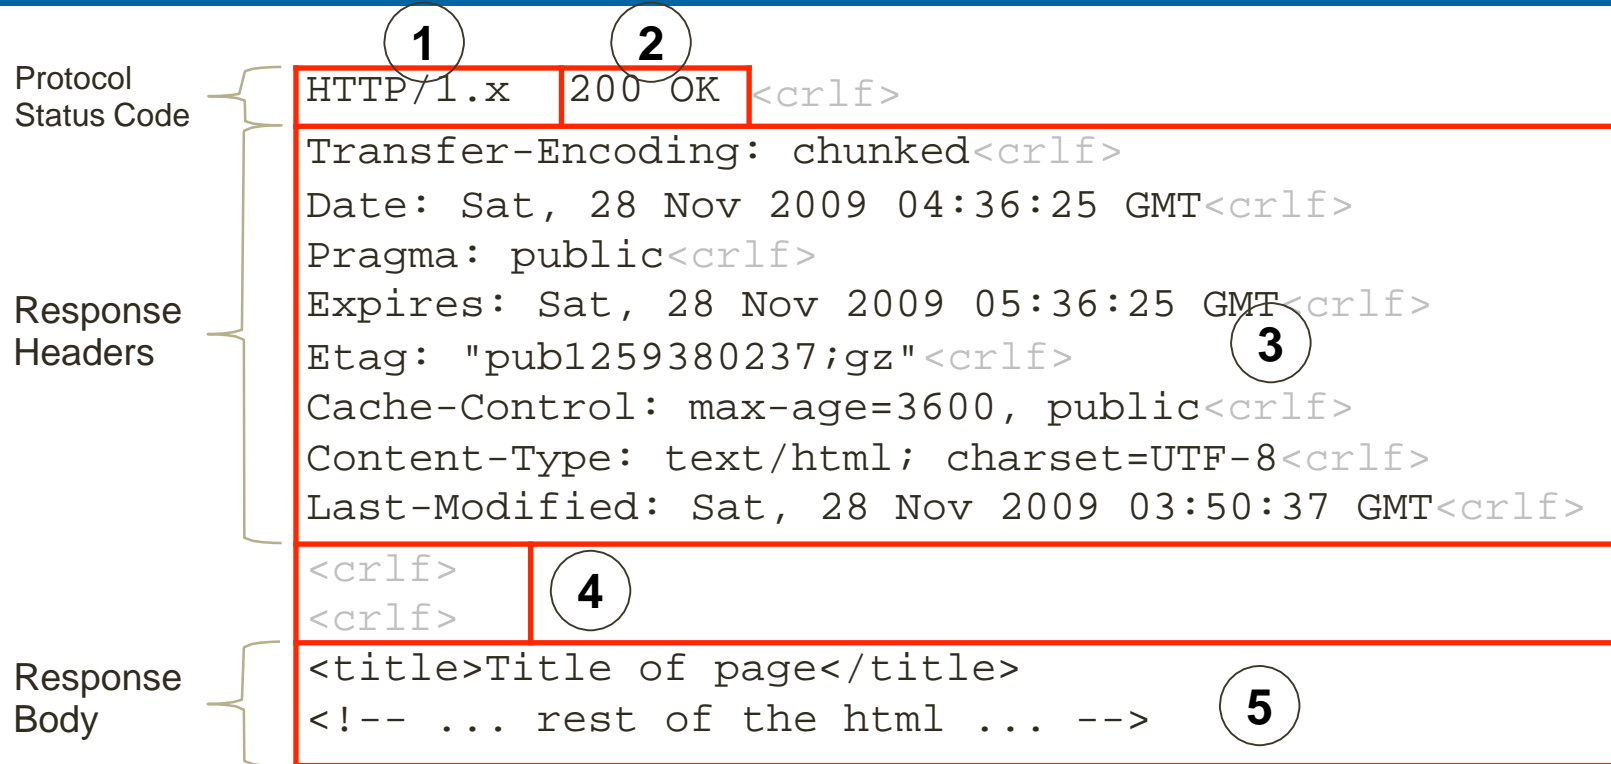 1 2
Protocol
Status Code
HTTP/1.x 200 OK <crlf>
Response
Headers
Transfer-Encoding: chunked<crlf>
Date: Sat, 28 Nov 2009 04:36:25 GMT<crlf>
Pragma: public<crlf>
Expires: Sat, 28 Nov 2009 05:36:25 GMT<crlf>
Etag: "pub1259380237;gz"<crlf>
Cache-Control: max-age=3600, public<crlf>
Content-Type: text/html; charset=UTF-8<crlf>
Last-Modified: Sat, 28 Nov 2009 03:50:37 GMT<crlf>
3
<crlf>
<crlf>
4
Response
Body
<title>Title of page</title>
<!-- ... rest of the html ... -->
5